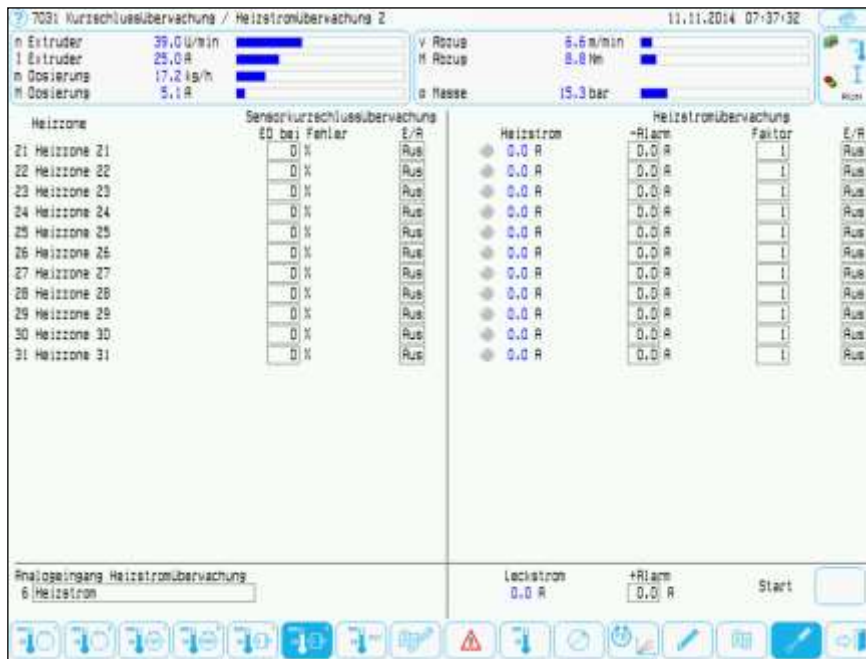 ? 7031 Kurzschlussüberwachung / Heizstromüberwachung 2 11.11.2014 07:37:32
n Extruder 39.0 U/min v Abzug 6.6 m/min
I Extruder 25.0 A M Abzug 8.8 Nm
m Dosierung 17.2 kg/h
M Dosierung 5.1 A p Masse 15.3 bar
Heizzone Sensorkurzschlussüberwachung Heizstromüberwachung
ED bei Fehler E/A Heizstrom -Alarm Faktor E/A
21 Heizzone 21 0 % Aus 0.0 A 0.0 A 1 Aus
22 Heizzone 22 0 % Aus 0.0 A 0.0 A 1 Aus
23 Heizzone 23 0 % Aus 0.0 A 0.0 A 1 Aus
24 Heizzone 24 0 % Aus 0.0 A 0.0 A 1 Aus
25 Heizzone 25 0 % Aus 0.0 A 0.0 A 1 Aus
26 Heizzone 26 0 % Aus 0.0 A 0.0 A 1 Aus
27 Heizzone 27 0 % Aus 0.0 A 0.0 A 1 Aus
28 Heizzone 28 0 % Aus 0.0 A 0.0 A 1 Aus
29 Heizzone 29 0 % Aus 0.0 A 0.0 A 1 Aus
30 Heizzone 30 0 % Aus 0.0 A 0.0 A 1 Aus
31 Heizzone 31 0 % Aus 0.0 A 0.0 A 1 Aus
Analogeingang Heizstromüberwachung Leckstrom +Alarm Start
6 Heizstrom 0.0 A 0.0 A